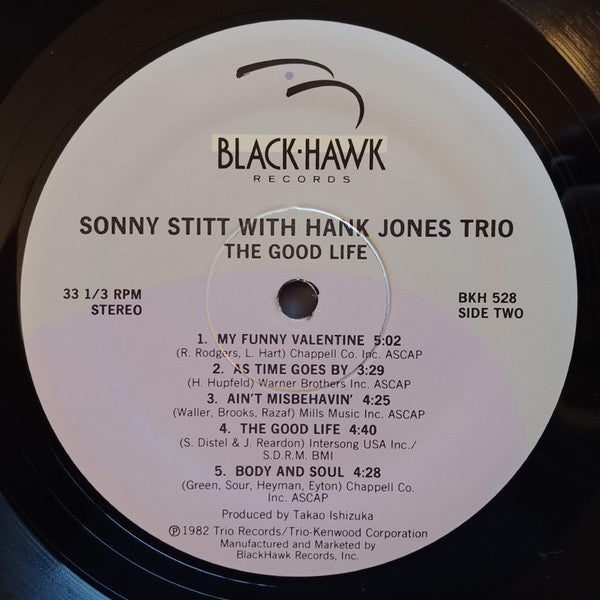 BLACK·HAWK
RECORDS
SONNY STITT WITH HANK JONES TRIO
THE GOOD LIFE
33 1/3 RPM
STEREO
BKH 528
SIDE TWO
1. MY FUNNY VALENTINE 5:02
(R. Rodgers, L. Hart) Chappell Co. Inc. ASCAP
2. AS TIME GOES BY 3:29
(H. Hupfeld) Warner Brothers Inc. ASCAP
3. AIN'T MISBEHAVIN' 4:25
(Waller, Brooks, Razaf) Mills Music Inc. ASCAP
4. THE GOOD LIFE 4:40
(S. Distel & J. Reardon) Intersong USA Inc./
S.D.R.M. BMI
5. BODY AND SOUL 4:28
(Green, Sour, Heyman, Eyton) Chappell Co.
Inc. ASCAP
Produced by Takao Ishizuka
℗1982 Trio Records/Trio-Kenwood Corporation
Manufactured and Marketed by
BlackHawk Records, Inc.